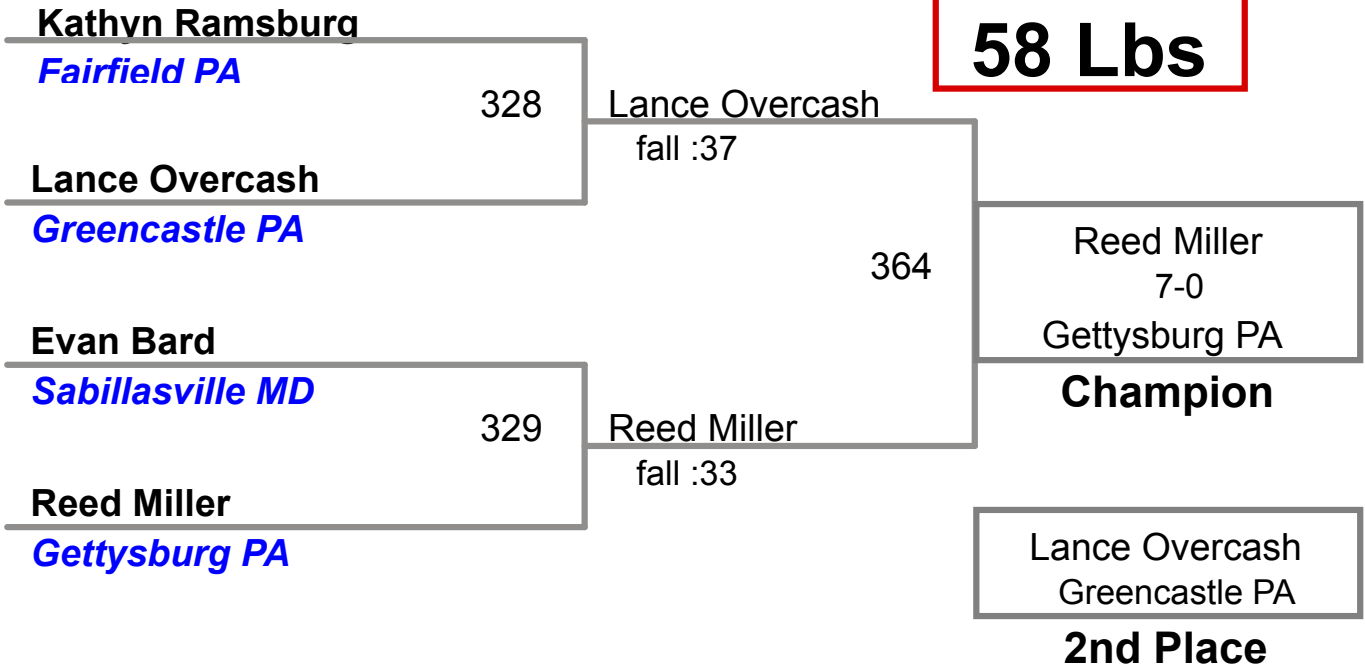 Kathyn Ramsburg
58 Lbs
Fairfield PA
328
Lance Overcash
fall :37
Lance Overcash
Greencastle PA
364
Reed Miller
7-0
Gettysburg PA
Champion
Evan Bard
Sabillasville MD
329
Reed Miller
fall :33
Reed Miller
Gettysburg PA
Lance Overcash
Greencastle PA
2nd Place